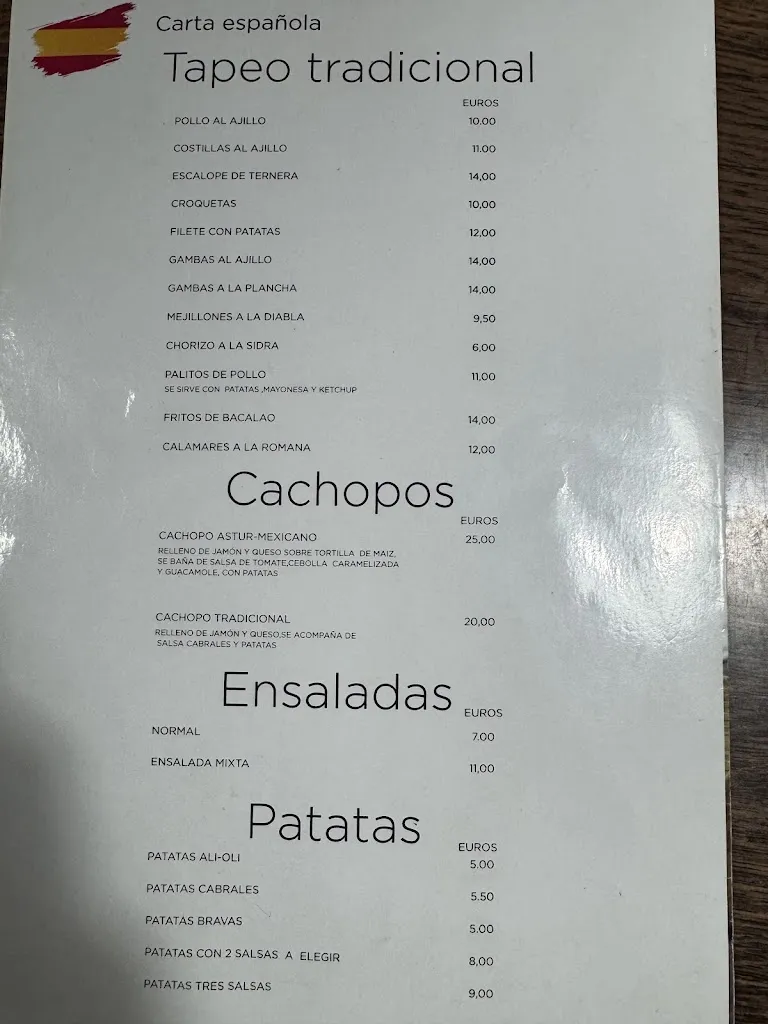 Carta española
Tapeo tradicional
EUROS
POLLO AL AJILLO 10.00
COSTILLAS AL AJILLO 11.00
ESCALOPE DE TERNERA 14,00
CROQUETAS 10,00
FILETE CON PATATAS 12,00
GAMBAS AL AJILLO 14,00
GAMBAS A LA PLANCHA 14,00
MEJILLONES A LA DIABLA 9,50
CHORIZO A LA SIDRA 6,00
PALITOS DE POLLO 11,00
SE SIRVE CON PATATAS ,MAYONESA Y KETCHUP
FRITOS DE BACALAO 14,00
CALAMARES A LA ROMANA 12,00
Cachopos
EUROS
CACHOPO ASTUR-MEXICANO 25,00
RELLENO DE JAMÓN Y QUESO SOBRE TORTILLA DE MAIZ,
SE BAÑA DE SALSA DE TOMATE,CEBOLLA CARAMELIZADA
Y GUACAMOLE, CON PATATAS
CACHOPO TRADICIONAL 20,00
RELLENO DE JAMÓN Y QUESO,SE ACOMPAÑA DE
SALSA CABRALES Y PATATAS
Ensaladas
EUROS
NORMAL 7.00
ENSALADA MIXTA 11,00
Patatas
EUROS
PATATAS ALI-OLI 5.00
PATATAS CABRALES 5.50
PATATAS BRAVAS 5.00
PATATAS CON 2 SALSAS A ELEGIR 8,00
PATATAS TRES SALSAS 9,00